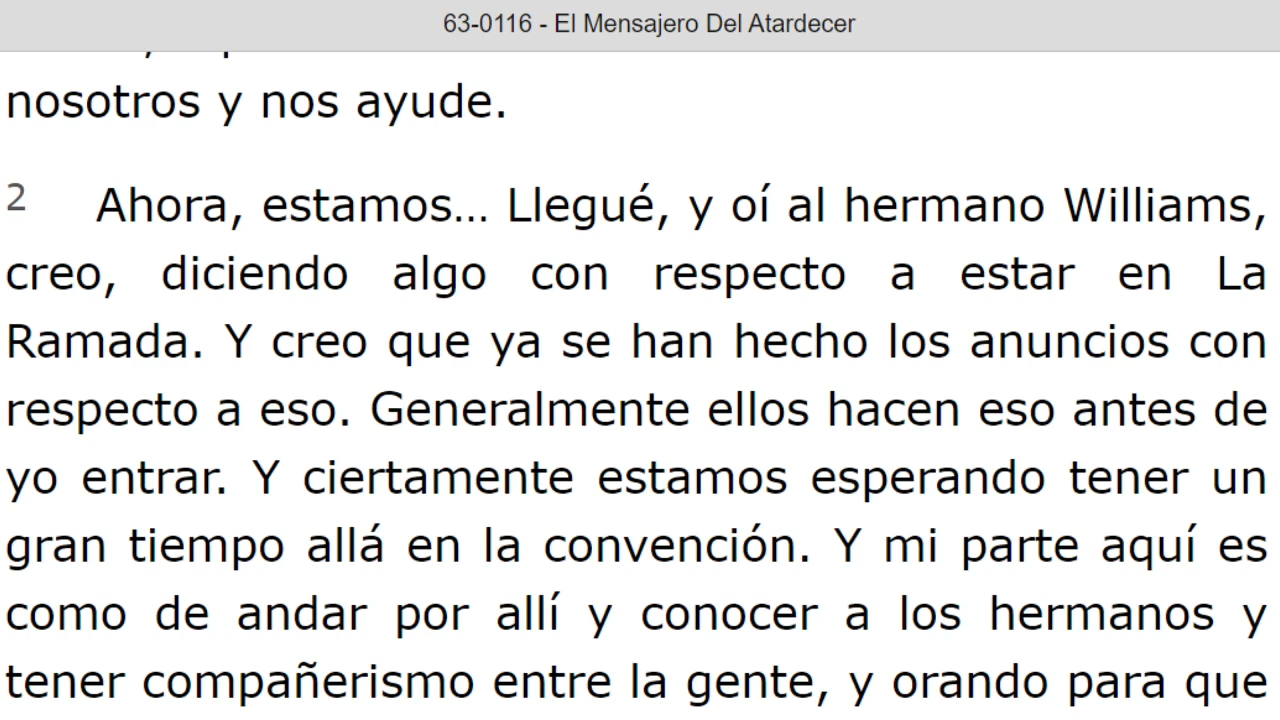 63-0116 - El Mensajero Del Atardecer
nosotros y nos ayude.
2 Ahora, estamos... Llegué, y oí al hermano Williams,
creo, diciendo algo con respecto a estar en La
Ramada. Y creo que ya se han hecho los anuncios con
respecto a eso. Generalmente ellos hacen eso antes de
yo entrar. Y ciertamente estamos esperando tener un
gran tiempo allá en la convención. Y mi parte aquí es
como de andar por allí y conocer a los hermanos y
tener compañerismo entre la gente, y orando para que